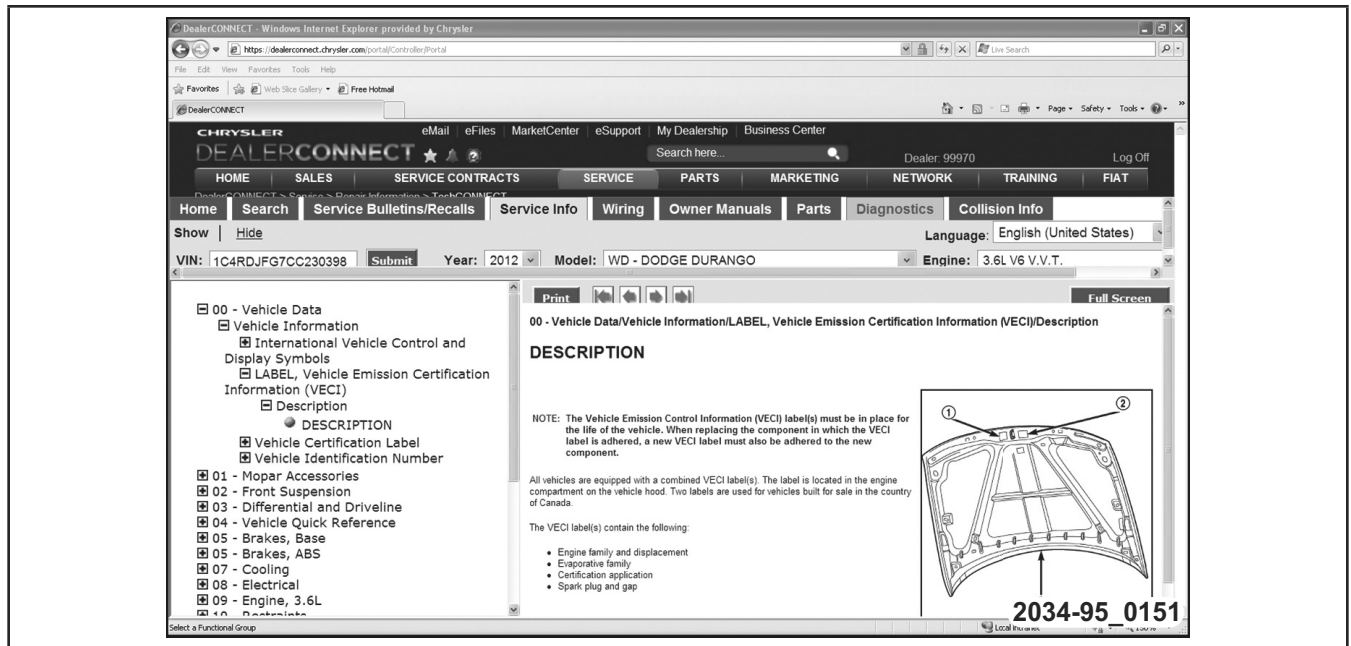 DealerCONNECT - Windows Internet Explorer provided by Chrysler
https://dealerconnect.chrysler.com/portal/Controller/Portal
Live Search
File Edit View Favorites Tools Help
Favorites Web Slice Gallery Free Hotmail
DealerCONNECT
Page Safety Tools
CHRYSLER
DEALERCONNECT
eMail eFiles MarketCenter eSupport My Dealership Business Center
Search here...
Dealer: 99970 Log Off
HOME SALES SERVICE CONTRACTS SERVICE PARTS MARKETING NETWORK TRAINING FIAT
DealerCONNECT > Service > Repair Information > TechCONNECT
Home Search Service Bulletins/Recalls Service Info Wiring Owner Manuals Parts Diagnostics Collision Info
Show | Hide
Language: English (United States)
VIN: 1C4RDJFG7CC230398 Submit Year: 2012 Model: WD - DODGE DURANGO Engine: 3.6L V6 V.V.T.
00 - Vehicle Data
Vehicle Information
International Vehicle Control and
Display Symbols
LABEL, Vehicle Emission Certification
Information (VECI)
Description
DESCRIPTION
Vehicle Certification Label
Vehicle Identification Number
01 - Mopar Accessories
02 - Front Suspension
03 - Differential and Driveline
04 - Vehicle Quick Reference
05 - Brakes, Base
05 - Brakes, ABS
07 - Cooling
08 - Electrical
09 - Engine, 3.6L
10 - Restraints
Print Full Screen
00 - Vehicle Data/Vehicle Information/LABEL, Vehicle Emission Certification Information (VECI)/Description
DESCRIPTION
NOTE: The Vehicle Emission Control Information (VECI) label(s) must be in place for
the life of the vehicle. When replacing the component in which the VECI
label is adhered, a new VECI label must also be adhered to the new
component.
All vehicles are equipped with a combined VECI label(s). The label is located in the engine
compartment on the vehicle hood. Two labels are used for vehicles built for sale in the country
of Canada.
The VECI label(s) contain the following:
• Engine family and displacement
• Evaporative family
• Certification application
• Spark plug and gap
1 2
2034-95_0151
Select a Functional Group
Local intranet